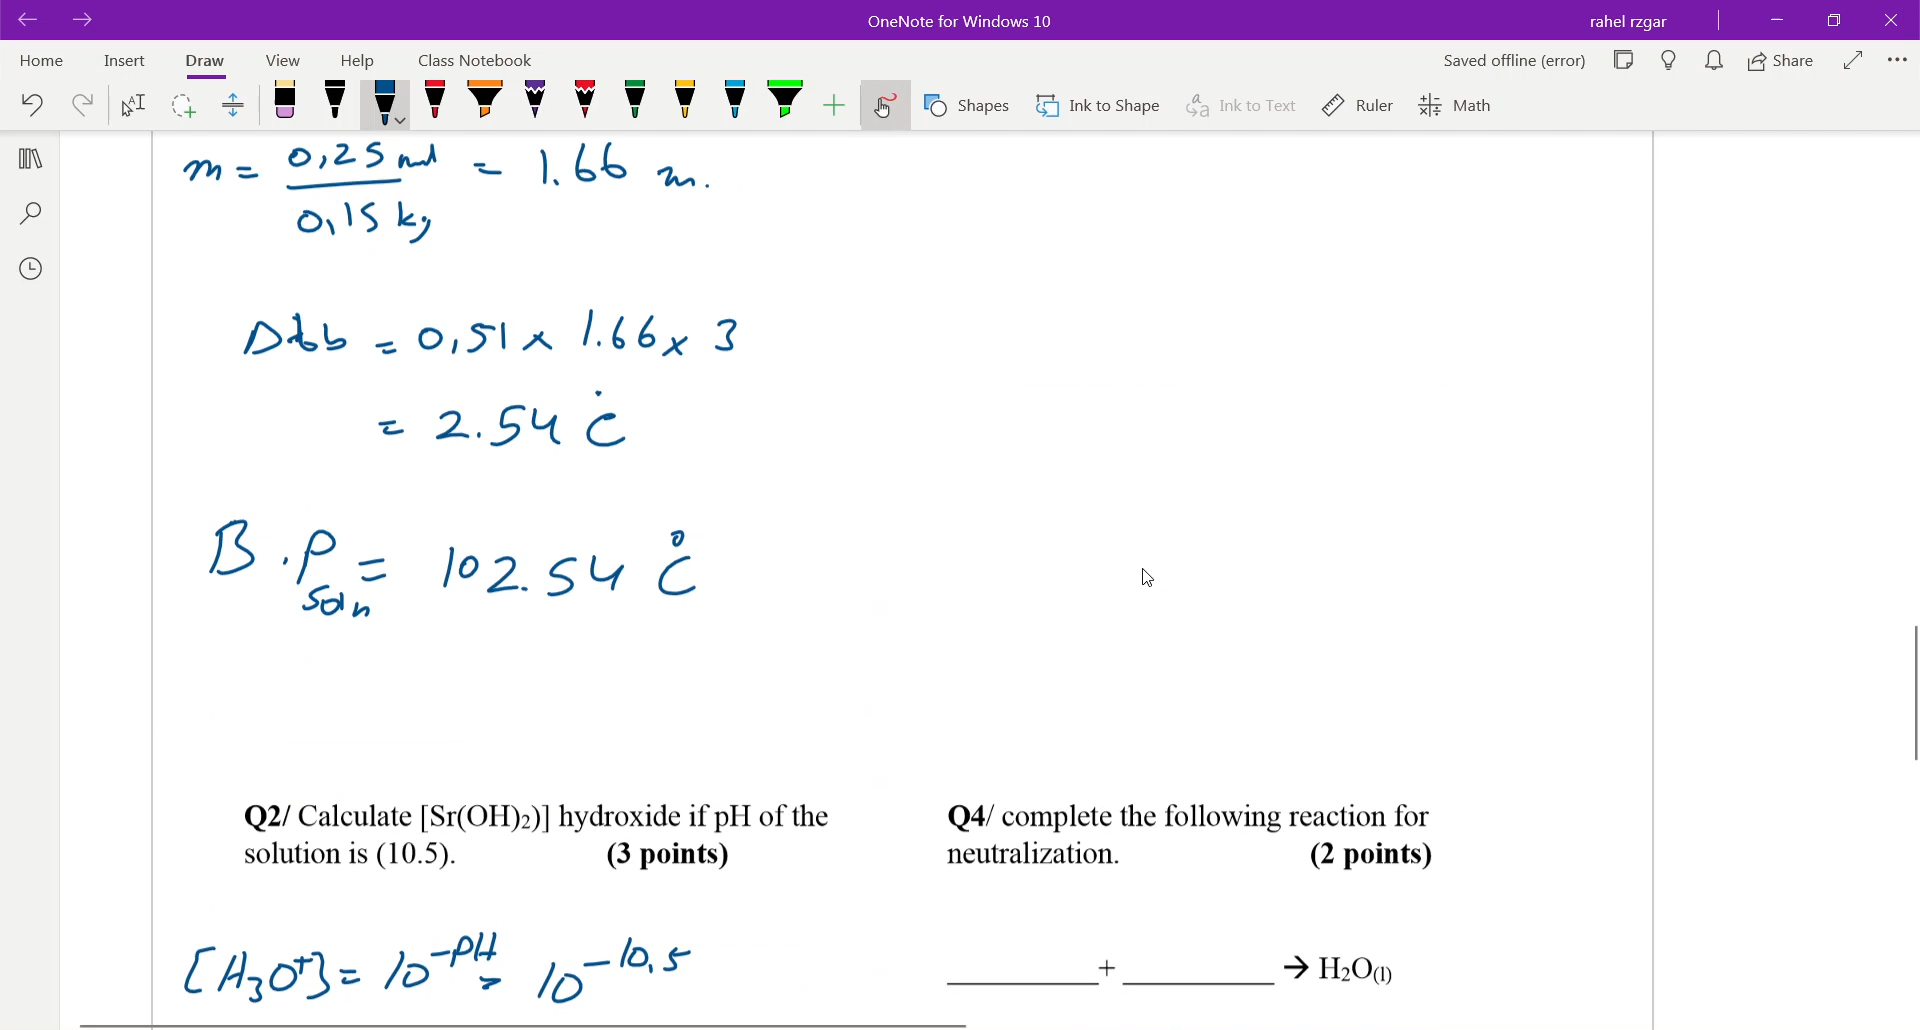 OneNote for Windows 10
rahel rzgar
Home Insert Draw View Help Class Notebook
Saved offline (error) Share
Shapes Ink to Shape Ink to Text Ruler Math
m = 0,25 mol / 0,15 kg = 1.66 m.
Δtb = 0,51 x 1.66 x 3
= 2.54 °C
B.P soln = 102.54 °C
Q2/ Calculate [Sr(OH)₂)] hydroxide if pH of the
solution is (10.5). (3 points)
[H₃O⁺] = 10^-pH = 10^-10,5
Q4/ complete the following reaction for
neutralization. (2 points)
__________+__________ → H₂O(l)